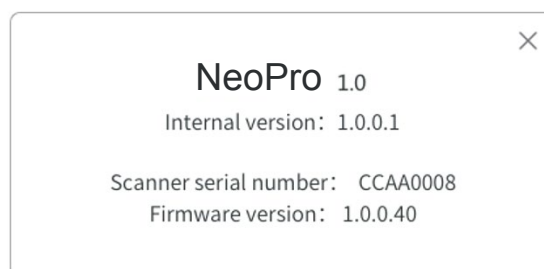 NeoPro 1.0
Internal version： 1.0.0.1
Scanner serial number： CCAA0008
Firmware version： 1.0.0.40